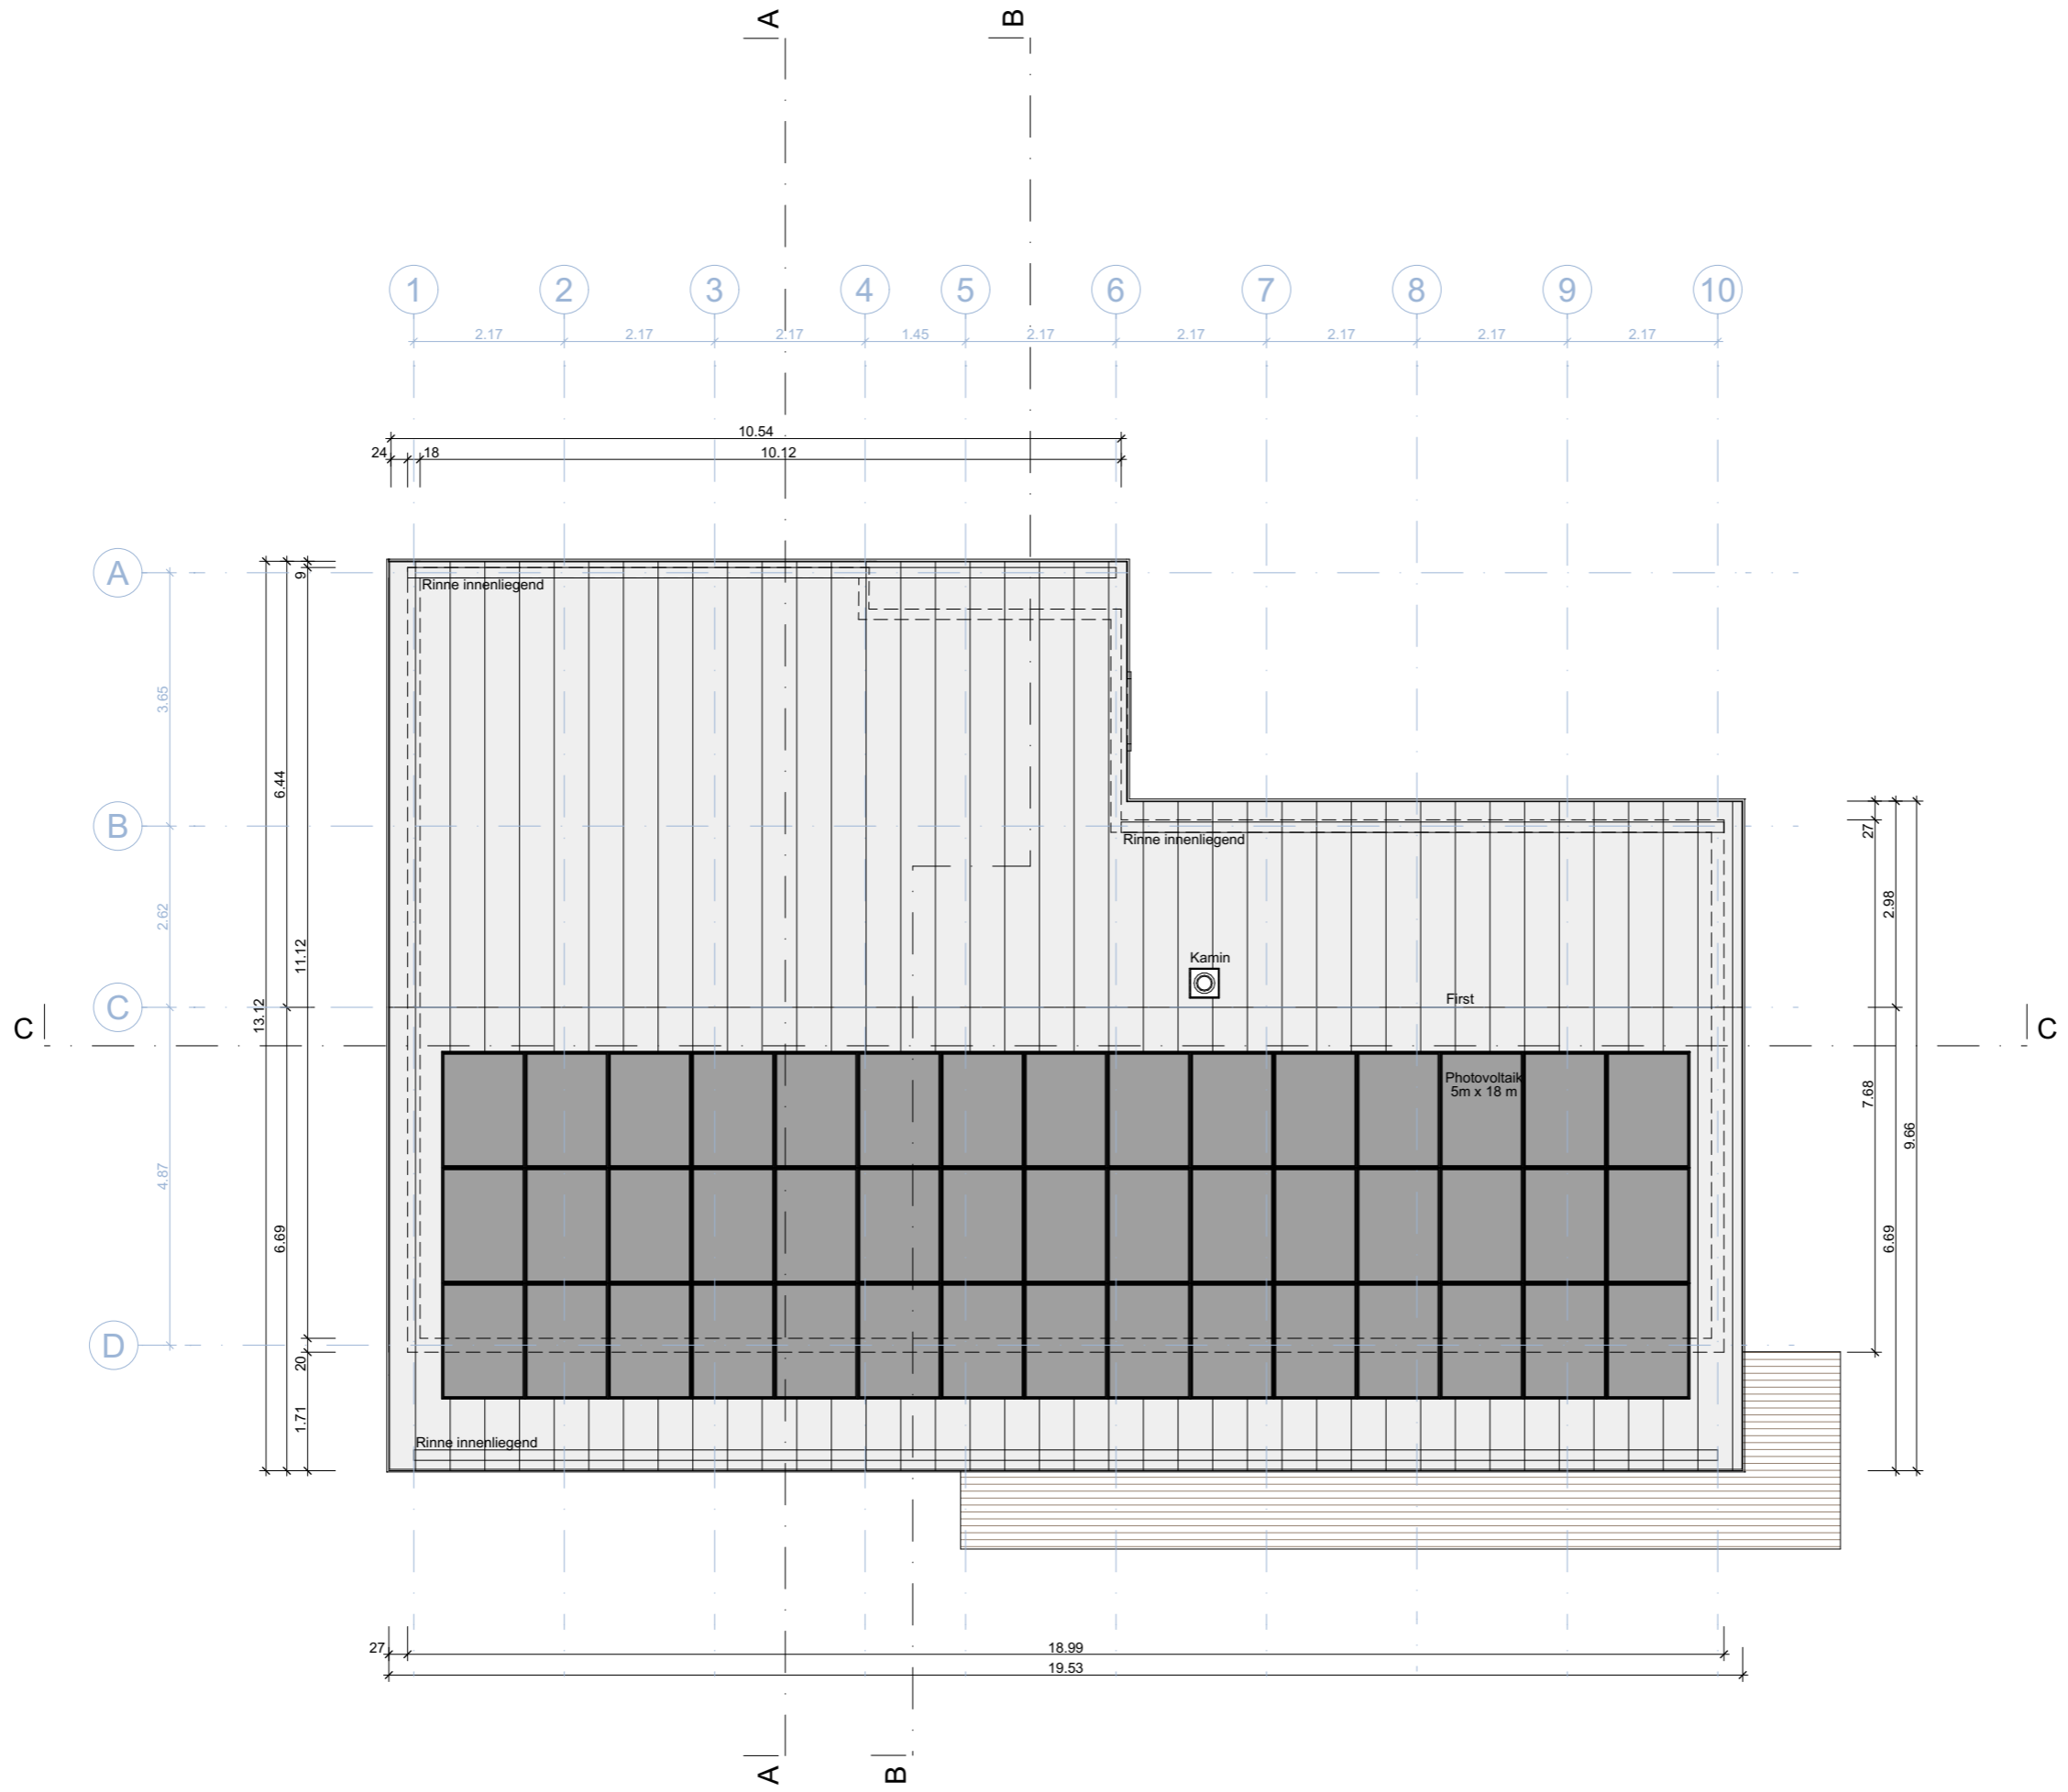 A
B
1
2
3
4
5
6
7
8
9
10
2.17
2.17
2.17
1.45
2.17
2.17
2.17
2.17
2.17
10.54
24
18
10.12
A
9
Rinne innenliegend
3.65
6.44
B
27
Rinne innenliegend
2.98
2.62
11.12
Kamin
First
C
13.12
C
C
Photovoltaik
5m x 18 m
7.68
9.66
4.87
6.69
6.69
D
20
1.71
Rinne innenliegend
27
18.99
19.53
A
B